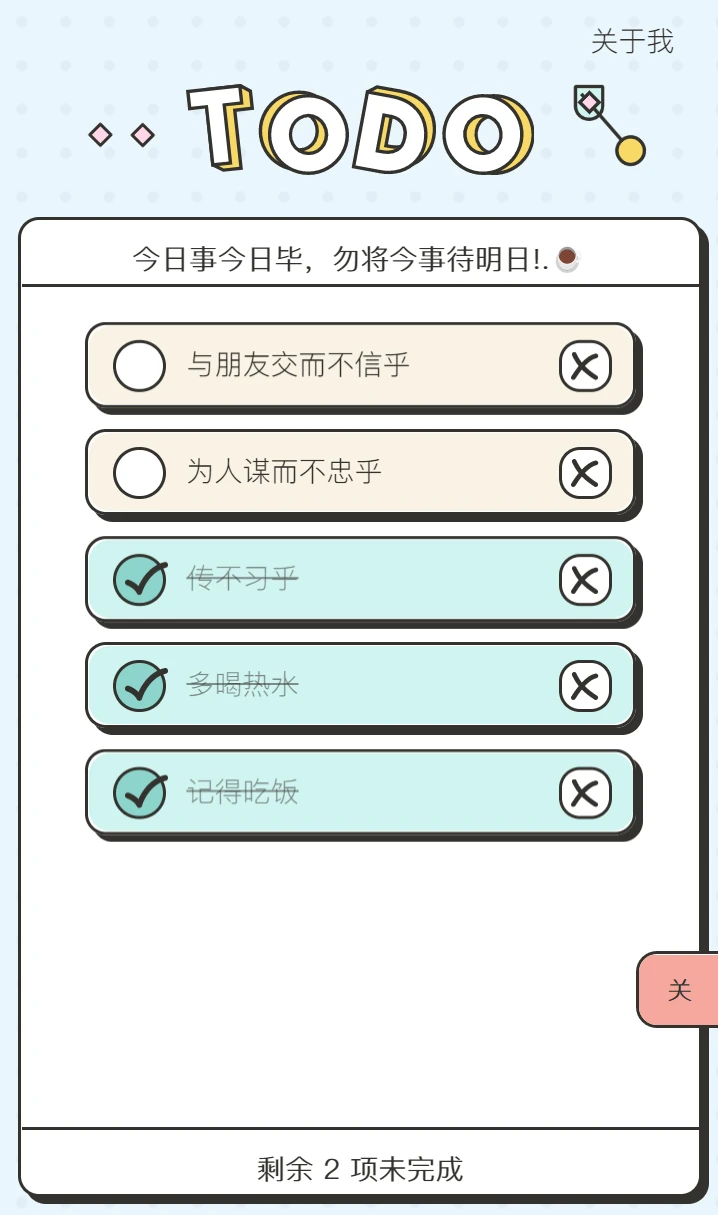 关于我
TODO
今日事今日毕，勿将今事待明日!.☕
与朋友交而不信乎
为人谋而不忠乎
传不习乎
多喝热水
记得吃饭
关
剩余 2 项未完成